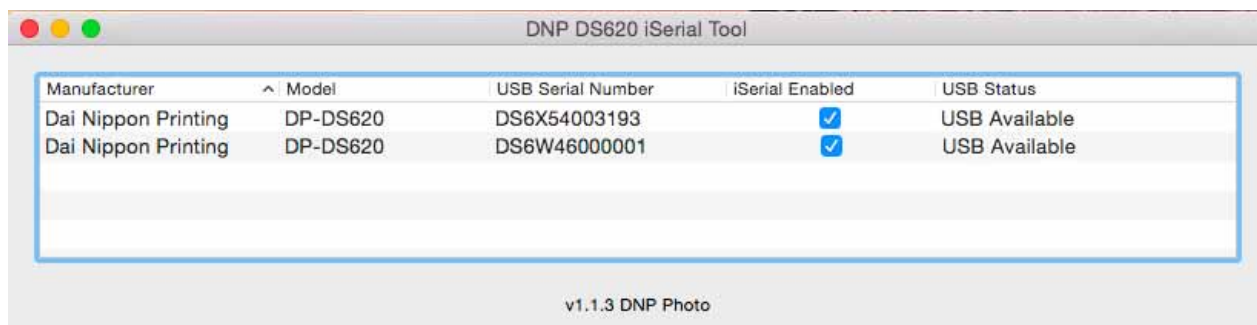 DNP DS620 iSerial Tool
Manufacturer Model USB Serial Number iSerial Enabled USB Status
Dai Nippon Printing DP-DS620 DS6X54003193 USB Available
Dai Nippon Printing DP-DS620 DS6W46000001 USB Available
v1.1.3 DNP Photo